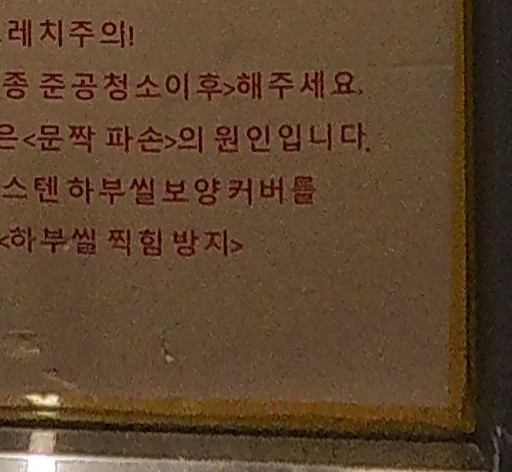 레치주의!
종 준공청소이후>해주세요.
은<문짝 파손>의 원인입니다.
스텐하부씰보양커버를
<하부씰 찍힘 방지>